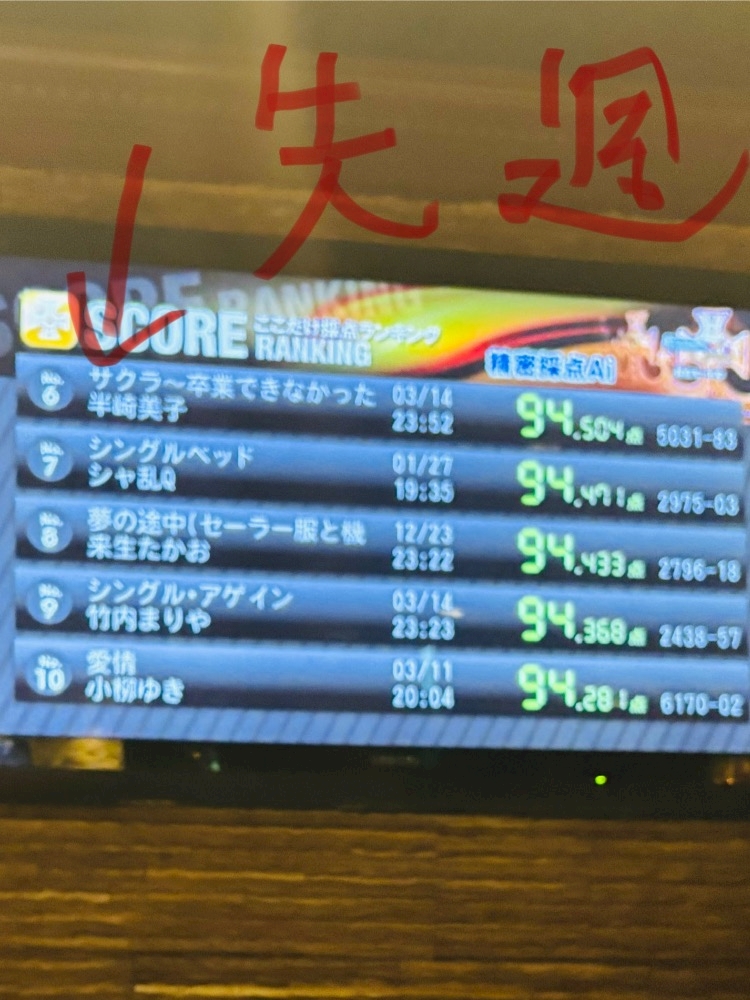 先週
SCORE RANKING
SCORE
ここだけ採点ランキング
RANKING
精密採点Ai
No. 6 サクラ〜卒業できなかった 03/14 94.504点 5031-83
半崎美子 23:52
No. 7 シングルベッド 01/27 94.471点 2975-03
シャ乱Q 19:35
No. 8 夢の途中(セーラー服と機 12/23 94.433点 2796-18
来生たかお 23:22
No. 9 シングル・アゲイン 03/14 94.368点 2438-57
竹内まりや 23:23
No. 10 愛情 03/11 94.281点 6170-02
小柳ゆき 20:04